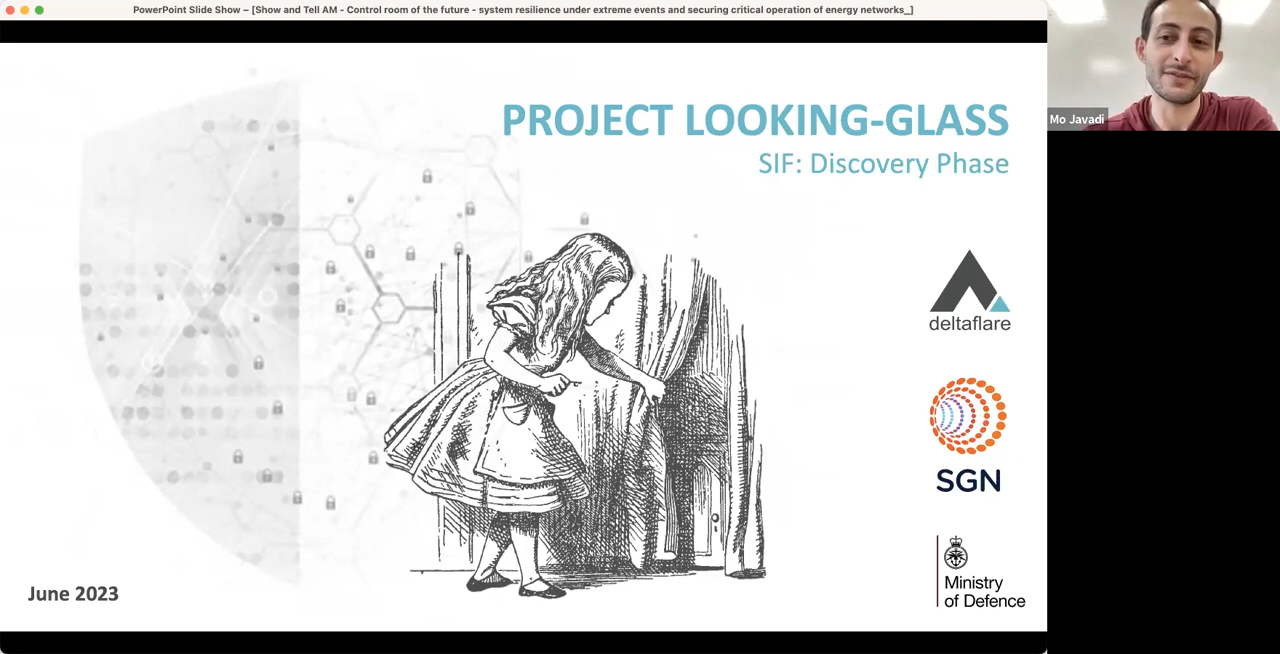 PowerPoint Slide Show – [Show and Tell AM - Control room of the future - system resilience under extreme events and securing critical operation of energy networks_]
Mo Javadi
PROJECT LOOKING-GLASS
SIF: Discovery Phase
deltaflare
SGN
Ministry
of Defence
June 2023